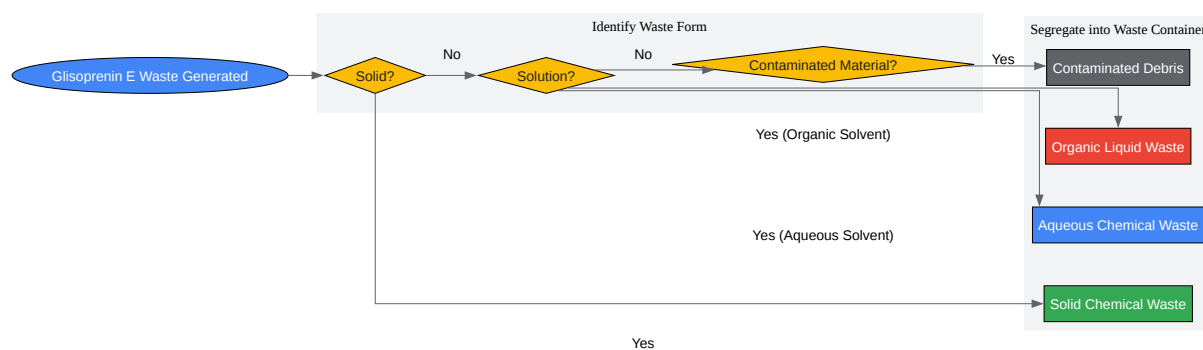 Identify Waste Form
Segregate into Waste Container
Glisoprenin E Waste Generated
Solid?
No
Solution?
No
Contaminated Material?
Yes
Contaminated Debris
Yes (Organic Solvent)
Organic Liquid Waste
Yes (Aqueous Solvent)
Aqueous Chemical Waste
Solid Chemical Waste
Yes